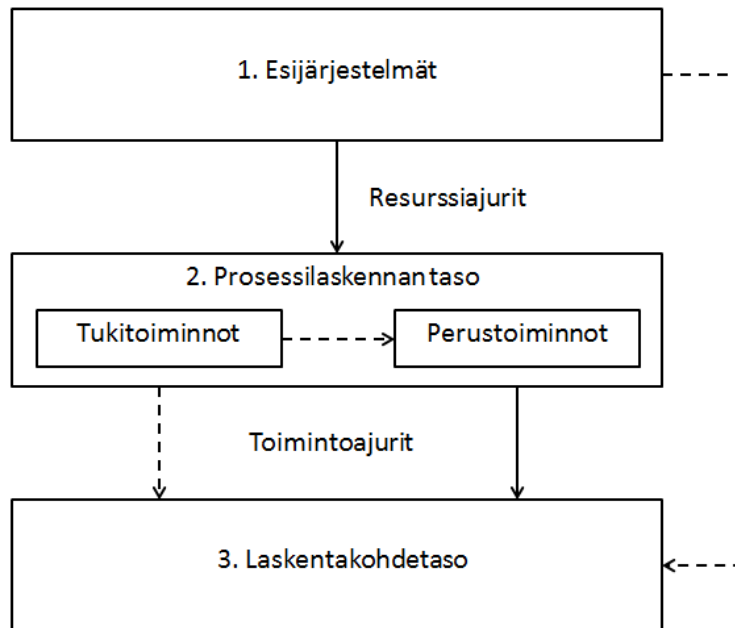 1. Esijärjestelmät
Resurssiajurit
2. Prosessilaskennan taso
Tukitoiminnot
Perustoiminnot
Toimintoajurit
3. Laskentakohdetaso